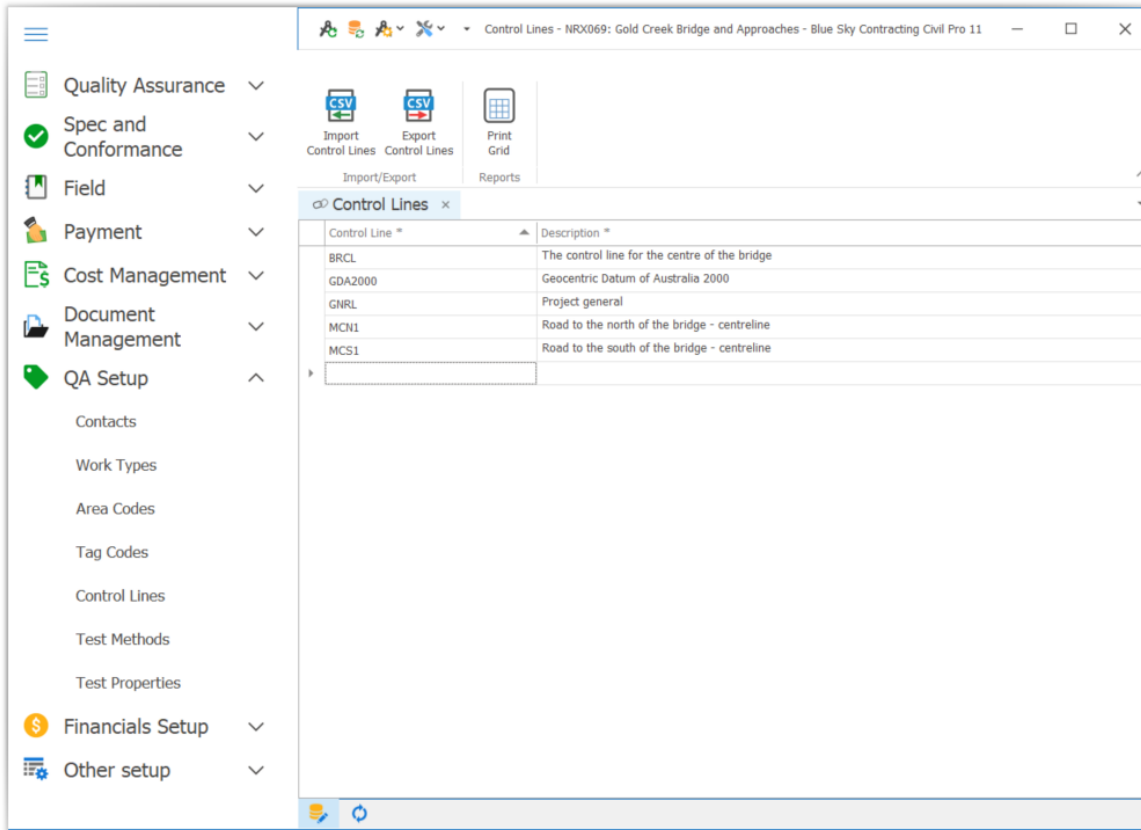 Control Lines - NRX069: Gold Creek Bridge and Approaches - Blue Sky Contracting Civil Pro 11
Quality Assurance
Spec and
Conformance
Field
Payment
Cost Management
Document
Management
QA Setup
Contacts
Work Types
Area Codes
Tag Codes
Control Lines
Test Methods
Test Properties
Financials Setup
Other setup
CSV
Import
Control Lines
CSV
Export
Control Lines
Print
Grid
Import/Export
Reports
Control Lines ×
Control Line * Description *
BRCL The control line for the centre of the bridge
GDA2000 Geocentric Datum of Australia 2000
GNRL Project general
MCN1 Road to the north of the bridge - centreline
MCS1 Road to the south of the bridge - centreline